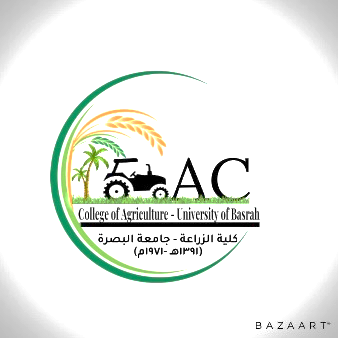 AC
College of Agriculture - University of Basrah
كلية الزراعة - جامعة البصرة
(١٣٩١هـ -١٩٧١م)
BAZAART